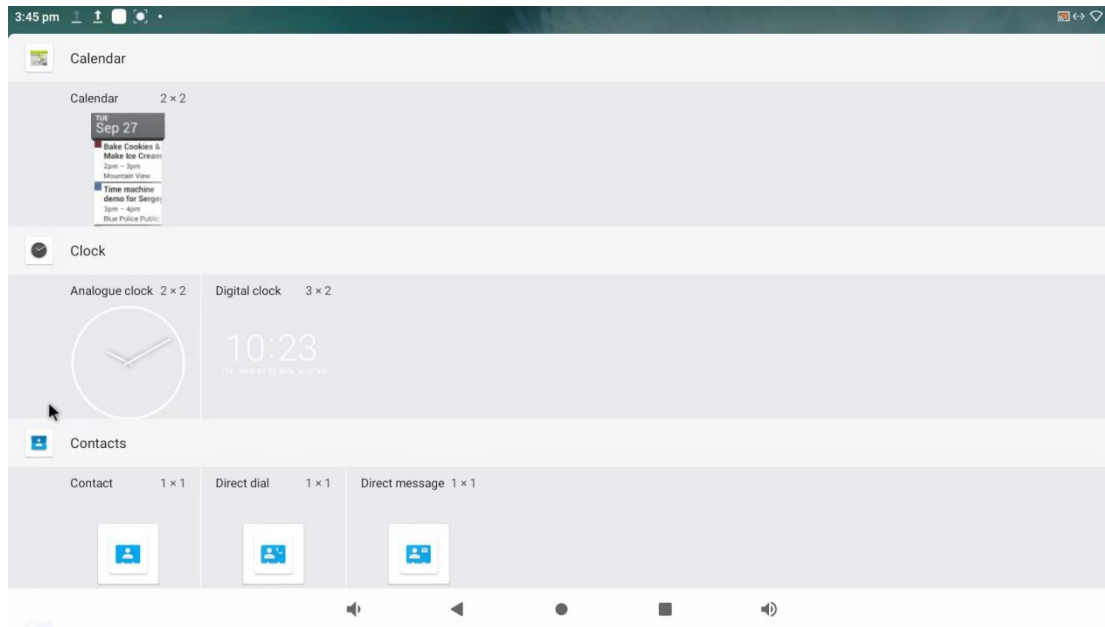 3:45 pm
Calendar
Calendar 2 × 2
TUE
Sep 27
Bake Cookies &
Make Ice Cream
2pm – 3pm
Mountain View
Time machine
demo for Sergey
3pm – 4pm
Blue Police Public
Clock
Analogue clock 2 × 2 Digital clock 3 × 2
10:23
Contacts
Contact 1 × 1 Direct dial 1 × 1 Direct message 1 × 1